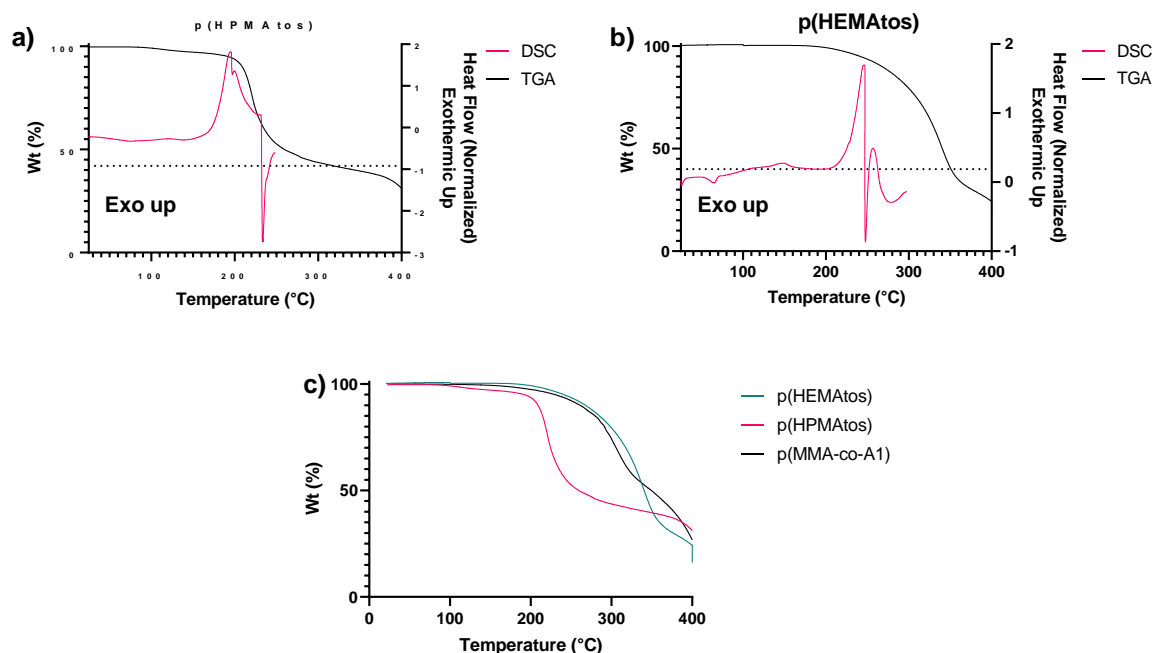 a)
p(HPMAtos)
100
50
0
Wt (%)
2
1
0
-1
-2
-3
Heat Flow (Normalized)
Exothermic Up
DSC
TGA
Exo up
100
200
300
400
Temperature (°C)
b)
p(HEMAtos)
100
50
0
Wt (%)
2
1
0
-1
Heat Flow (Normalized)
Exothermic Up
DSC
TGA
Exo up
100
200
300
400
Temperature (°C)
c)
100
50
0
Wt (%)
0
100
200
300
400
Temperature (°C)
p(HEMAtos)
p(HPMAtos)
p(MMA-co-A1)